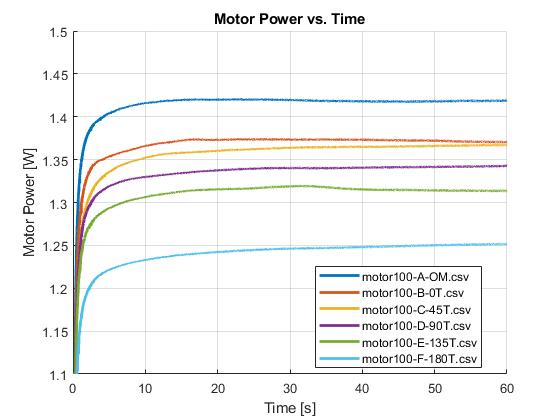 Motor Power vs. Time
1.5
1.45
1.4
1.35
1.3
1.25
1.2
1.15
1.1
Motor Power [W]
motor100-A-OM.csv
motor100-B-0T.csv
motor100-C-45T.csv
motor100-D-90T.csv
motor100-E-135T.csv
motor100-F-180T.csv
0 10 20 30 40 50 60
Time [s]